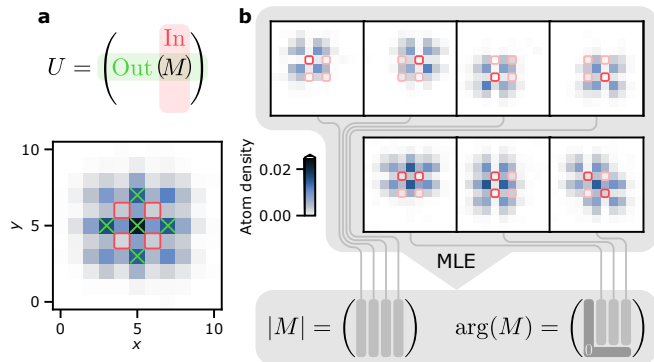 a
In
U = ( Out (M) )
10
5
0
y
0
5
10
x
b
0.02
0.00
Atom density
MLE
|M| = ( )
arg(M) = ( )
0